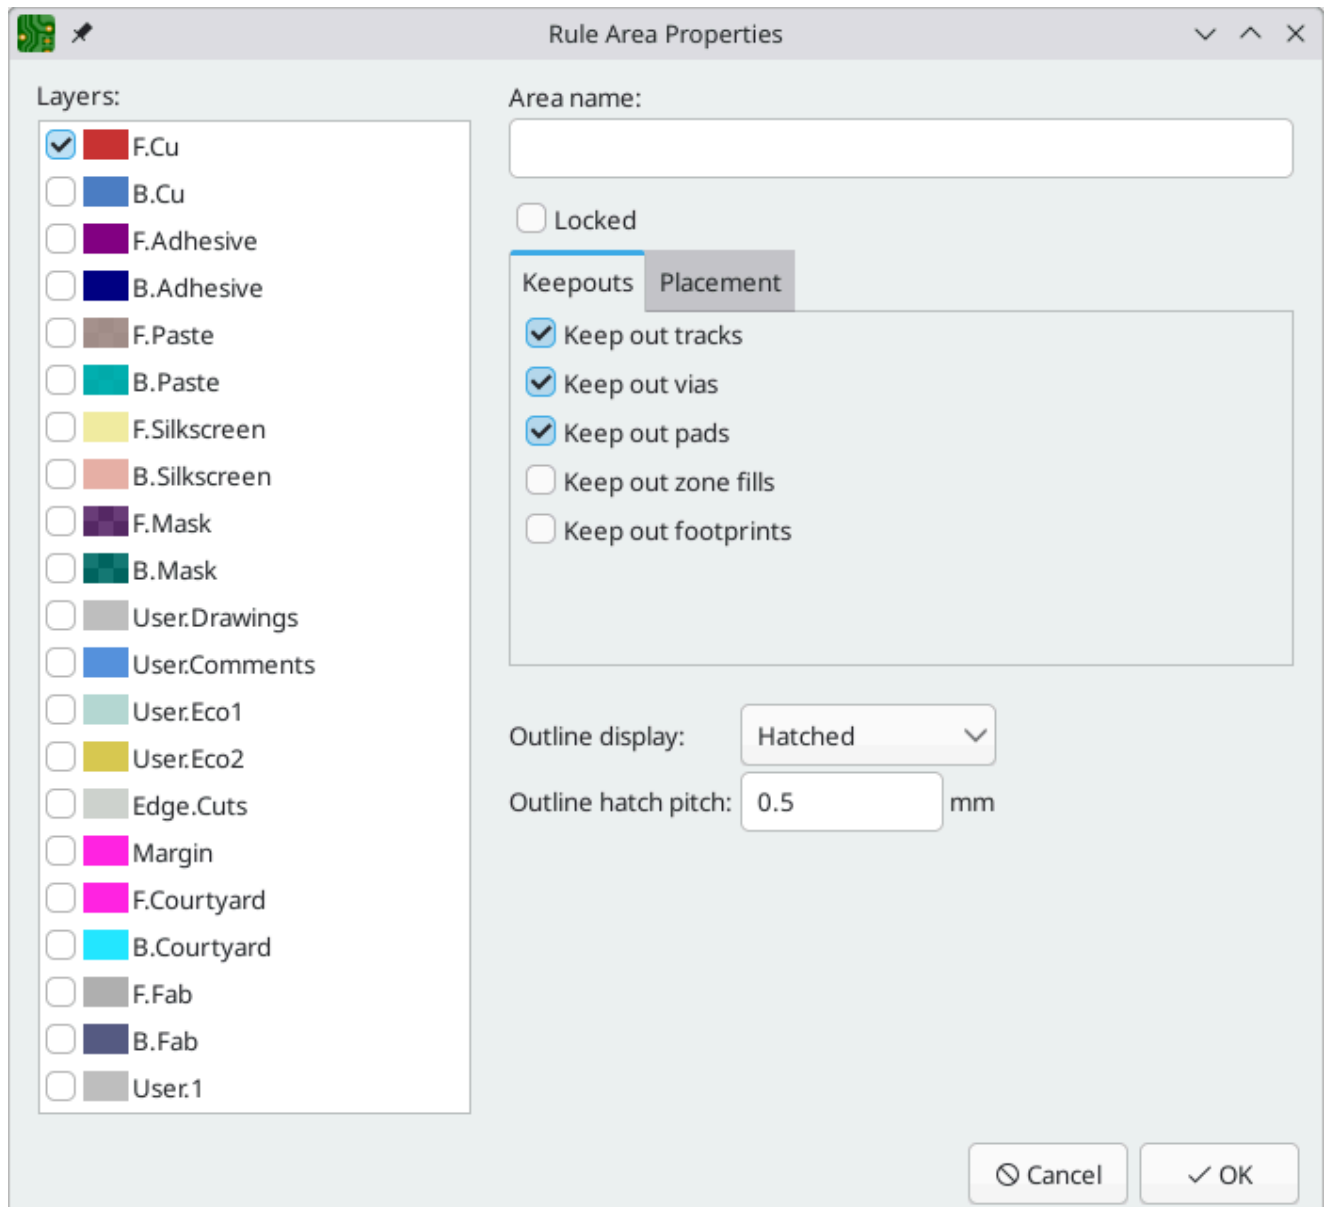 Rule Area Properties
Layers:
F.Cu
B.Cu
F.Adhesive
B.Adhesive
F.Paste
B.Paste
F.Silkscreen
B.Silkscreen
F.Mask
B.Mask
User.Drawings
User.Comments
User.Eco1
User.Eco2
Edge.Cuts
Margin
F.Courtyard
B.Courtyard
F.Fab
B.Fab
User.1
Area name:
Locked
Keepouts Placement
Keep out tracks
Keep out vias
Keep out pads
Keep out zone fills
Keep out footprints
Outline display: Hatched
Outline hatch pitch: 0.5 mm
Cancel OK